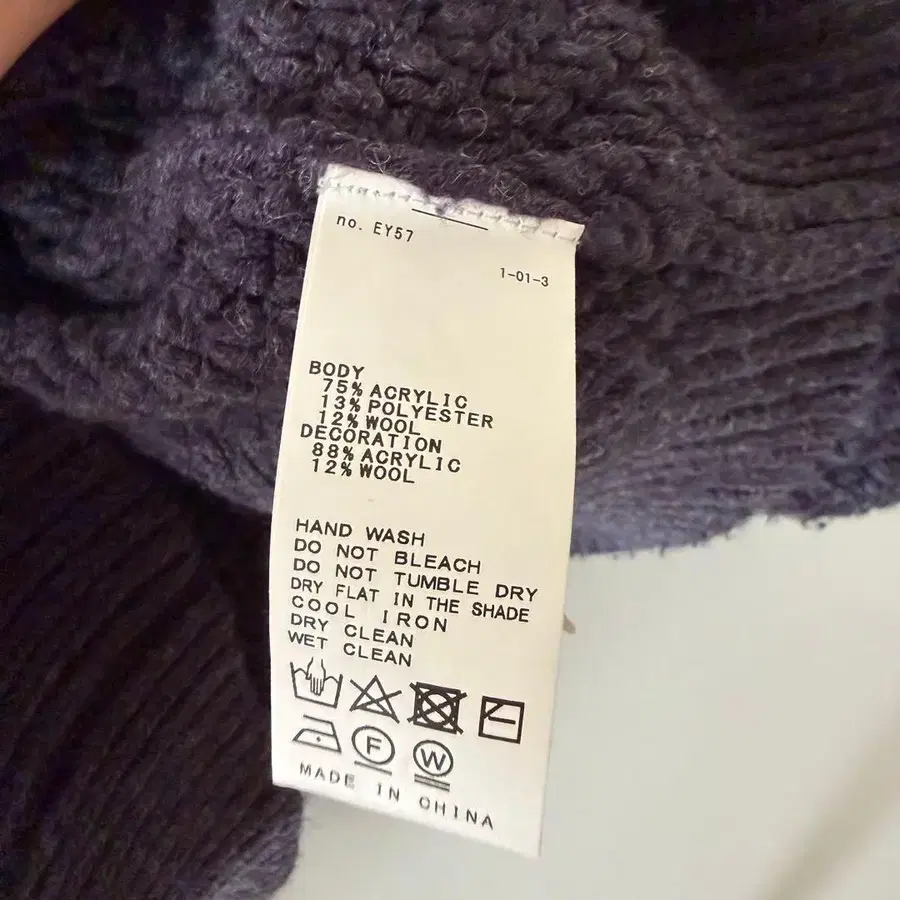 no. EY57
1-01-3
BODY
75% ACRYLIC
13% POLYESTER
12% WOOL
DECORATION
88% ACRYLIC
12% WOOL
HAND WASH
DO NOT BLEACH
DO NOT TUMBLE DRY
DRY FLAT IN THE SHADE
COOL IRON
DRY CLEAN
WET CLEAN
F
W
MADE IN CHINA